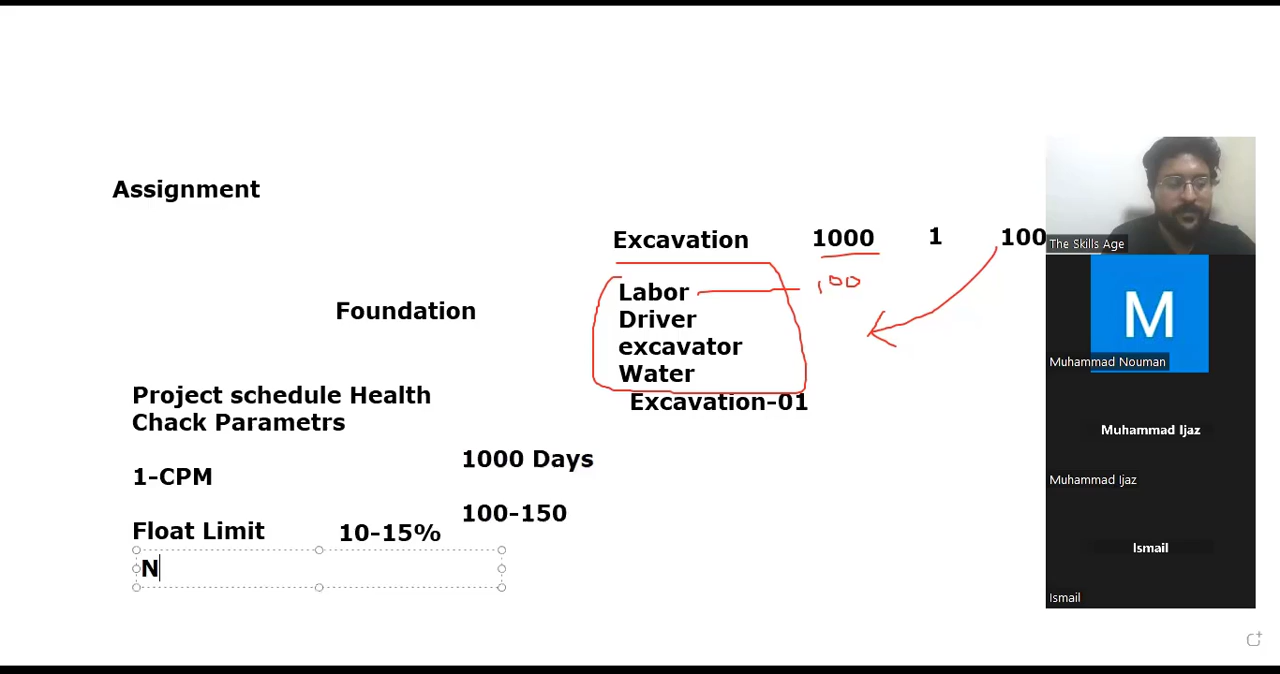 Assignment
Excavation 1000 1 100
Labor 100
Driver
Foundation
excavator
Water
Project schedule Health
Excavation-01
Chack Parametrs
1000 Days
1-CPM
100-150
Float Limit 10-15%
N
The Skills Age
M
Muhammad Nouman
Muhammad Ijaz
Muhammad Ijaz
Ismail
Ismail